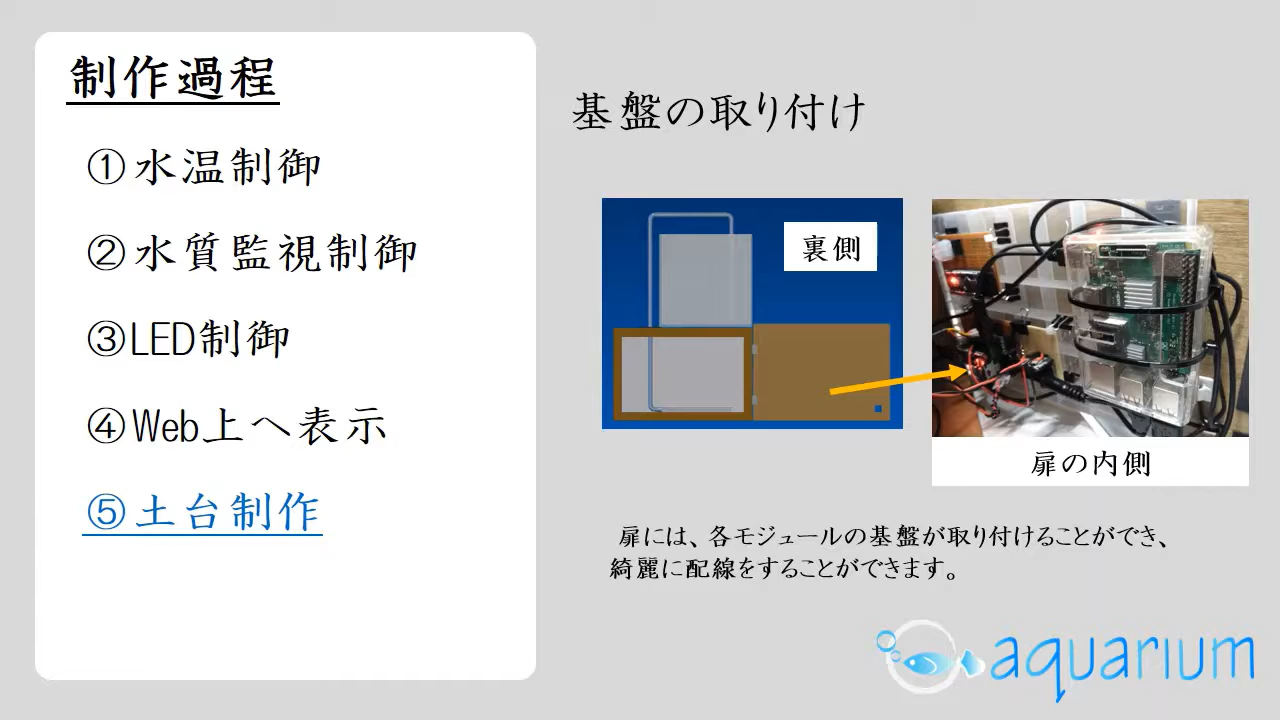 制作過程
①水温制御
②水質監視制御
③LED制御
④Web上へ表示
⑤土台制作
基盤の取り付け
裏側
扉の内側
扉には、各モジュールの基盤が取り付けることができ、
綺麗に配線をすることができます。
aquarium